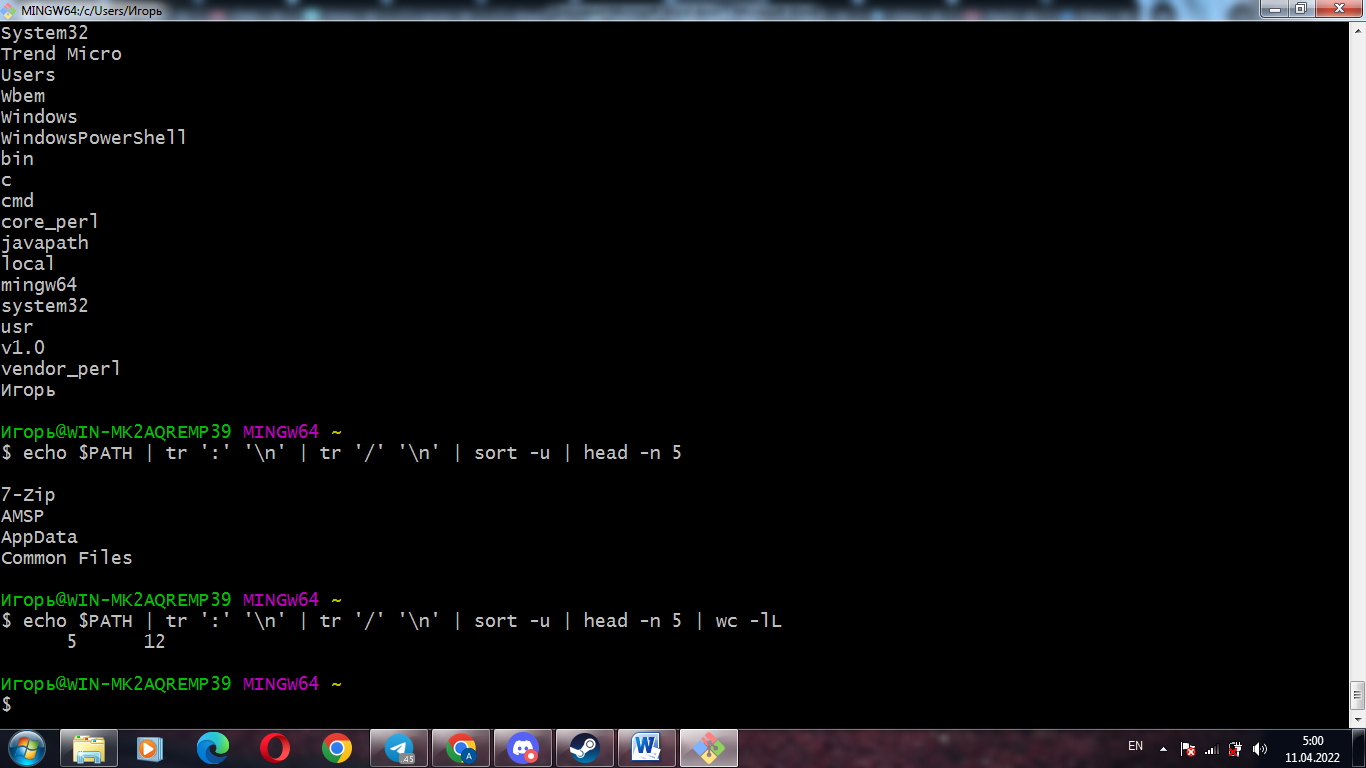 MINGW64:/c/Users/Игорь
System32
Trend Micro
Users
Wbem
Windows
WindowsPowerShell
bin
c
cmd
core_perl
javapath
local
mingw64
system32
usr
v1.0
vendor_perl
Игорь
Игорь@WIN-MK2AQREMP39 MINGW64 ~
$ echo $PATH | tr ':' '\n' | tr '/' '\n' | sort -u | head -n 5
7-Zip
AMSP
AppData
Common Files
Игорь@WIN-MK2AQREMP39 MINGW64 ~
$ echo $PATH | tr ':' '\n' | tr '/' '\n' | sort -u | head -n 5 | wc -lL
5 12
Игорь@WIN-MK2AQREMP39 MINGW64 ~
$
.45
A
W
EN
5:00
11.04.2022